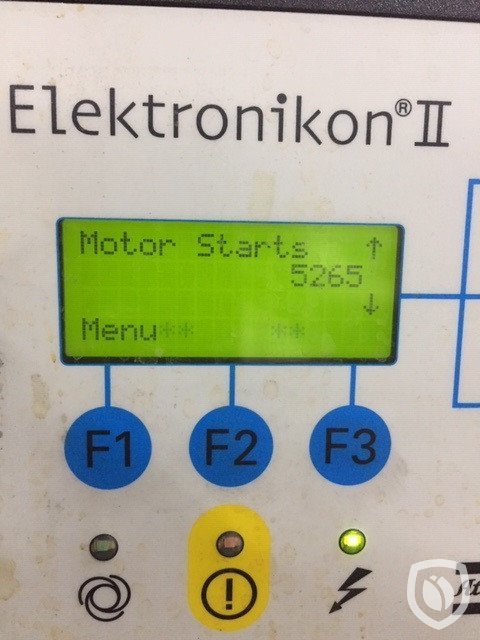 Elektronikon® II
Motor Starts ↑
5265
↓
Menu** **
F1 F2 F3